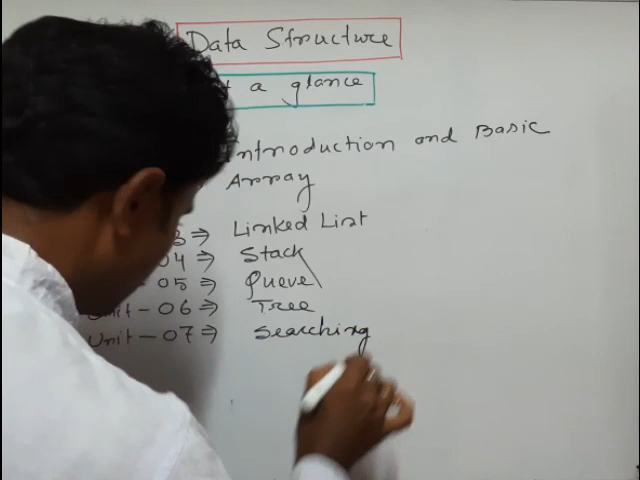 Data Structure
a glance
Introduction and Basic
Array
3 ⇒ Linked List
04 ⇒ Stack
- 05 ⇒ Queue
Unit - 06 ⇒ Tree
Unit - 07 ⇒ Searching